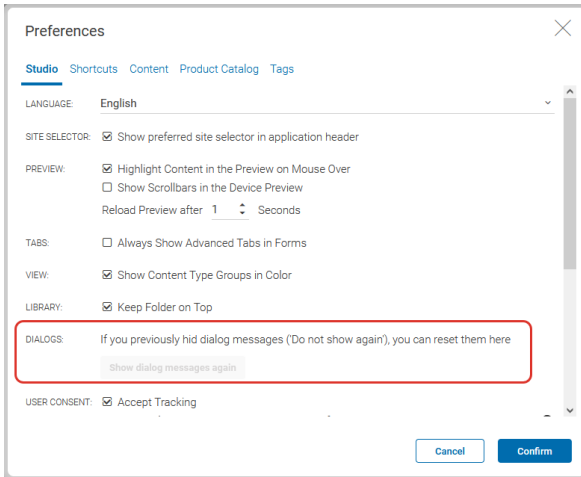 Preferences
Studio Shortcuts Content Product Catalog Tags
LANGUAGE: English
SITE SELECTOR: Show preferred site selector in application header
PREVIEW: Highlight Content in the Preview on Mouse Over
Show Scrollbars in the Device Preview
Reload Preview after 1 Seconds
TABS: Always Show Advanced Tabs in Forms
VIEW: Show Content Type Groups in Color
LIBRARY: Keep Folder on Top
DIALOGS: If you previously hid dialog messages ('Do not show again'), you can reset them here
Show dialog messages again
USER CONSENT: Accept Tracking
Cancel Confirm